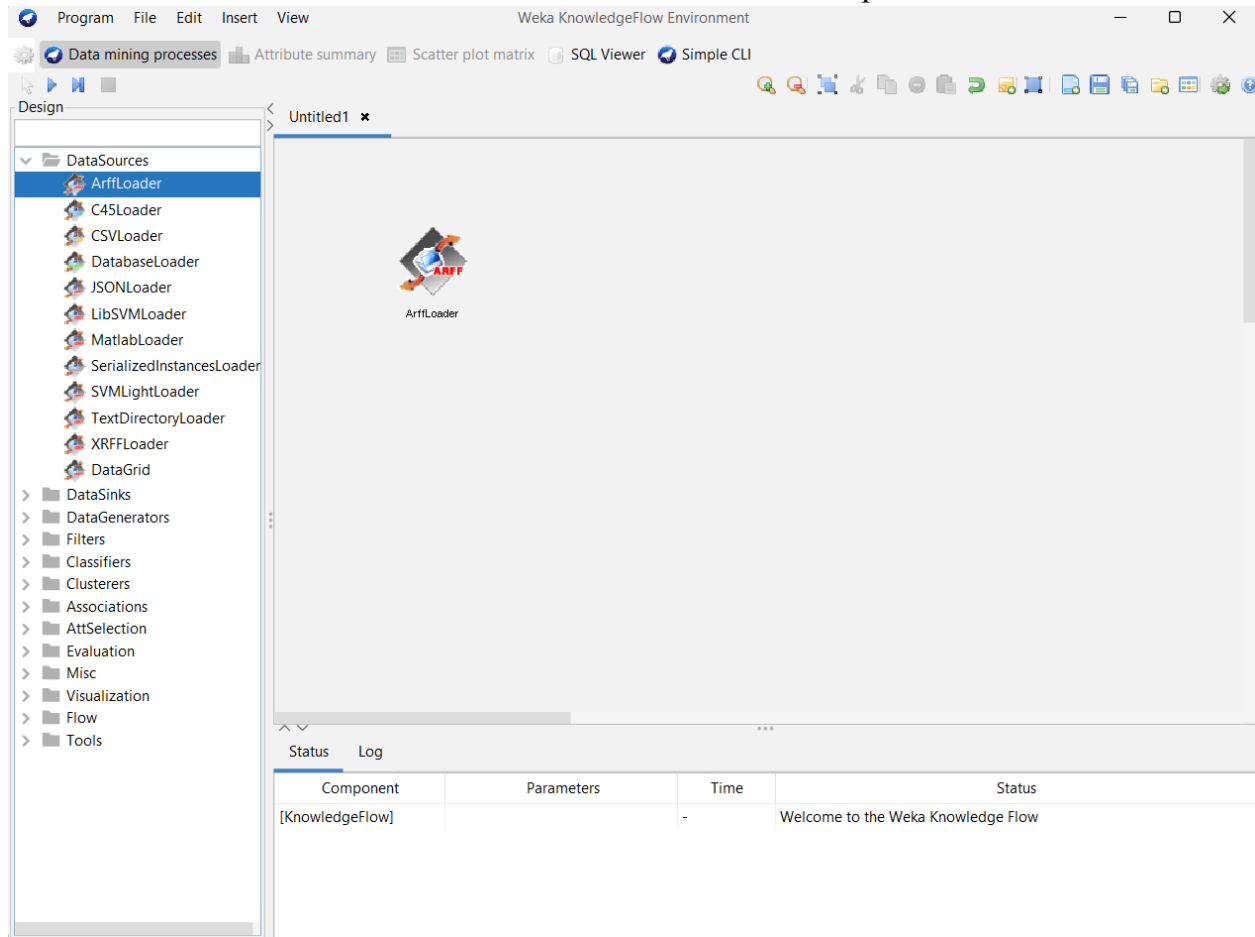 Program File Edit Insert View Weka KnowledgeFlow Environment
Data mining processes Attribute summary Scatter plot matrix SQL Viewer Simple CLI
Design
Untitled1
DataSources
ArffLoader
C45Loader
CSVLoader
DatabaseLoader
JSONLoader
LibSVMLoader
MatlabLoader
SerializedInstancesLoader
SVMLightLoader
TextDirectoryLoader
XRFFLoader
DataGrid
DataSinks
DataGenerators
Filters
Classifiers
Clusterers
Associations
AttSelection
Evaluation
Misc
Visualization
Flow
Tools
ARFF
ArffLoader
Status Log
Component Parameters Time Status
[KnowledgeFlow] - Welcome to the Weka Knowledge Flow